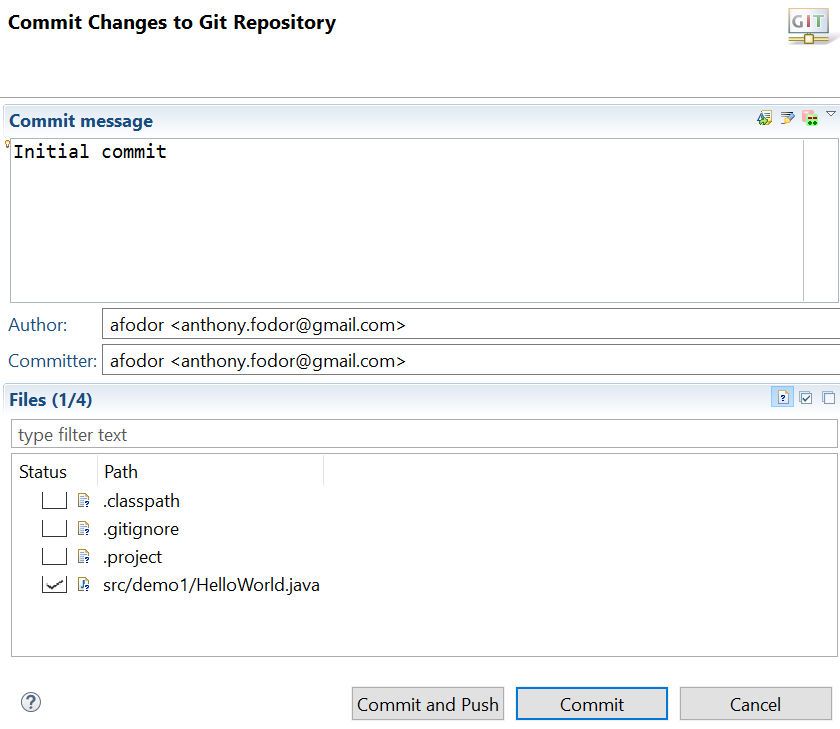 Commit Changes to Git Repository
GIT
Commit message
Initial commit
Author: afodor <anthony.fodor@gmail.com>
Committer: afodor <anthony.fodor@gmail.com>
Files (1/4)
type filter text
Status Path
.classpath
.gitignore
.project
src/demo1/HelloWorld.java
? Commit and Push Commit Cancel